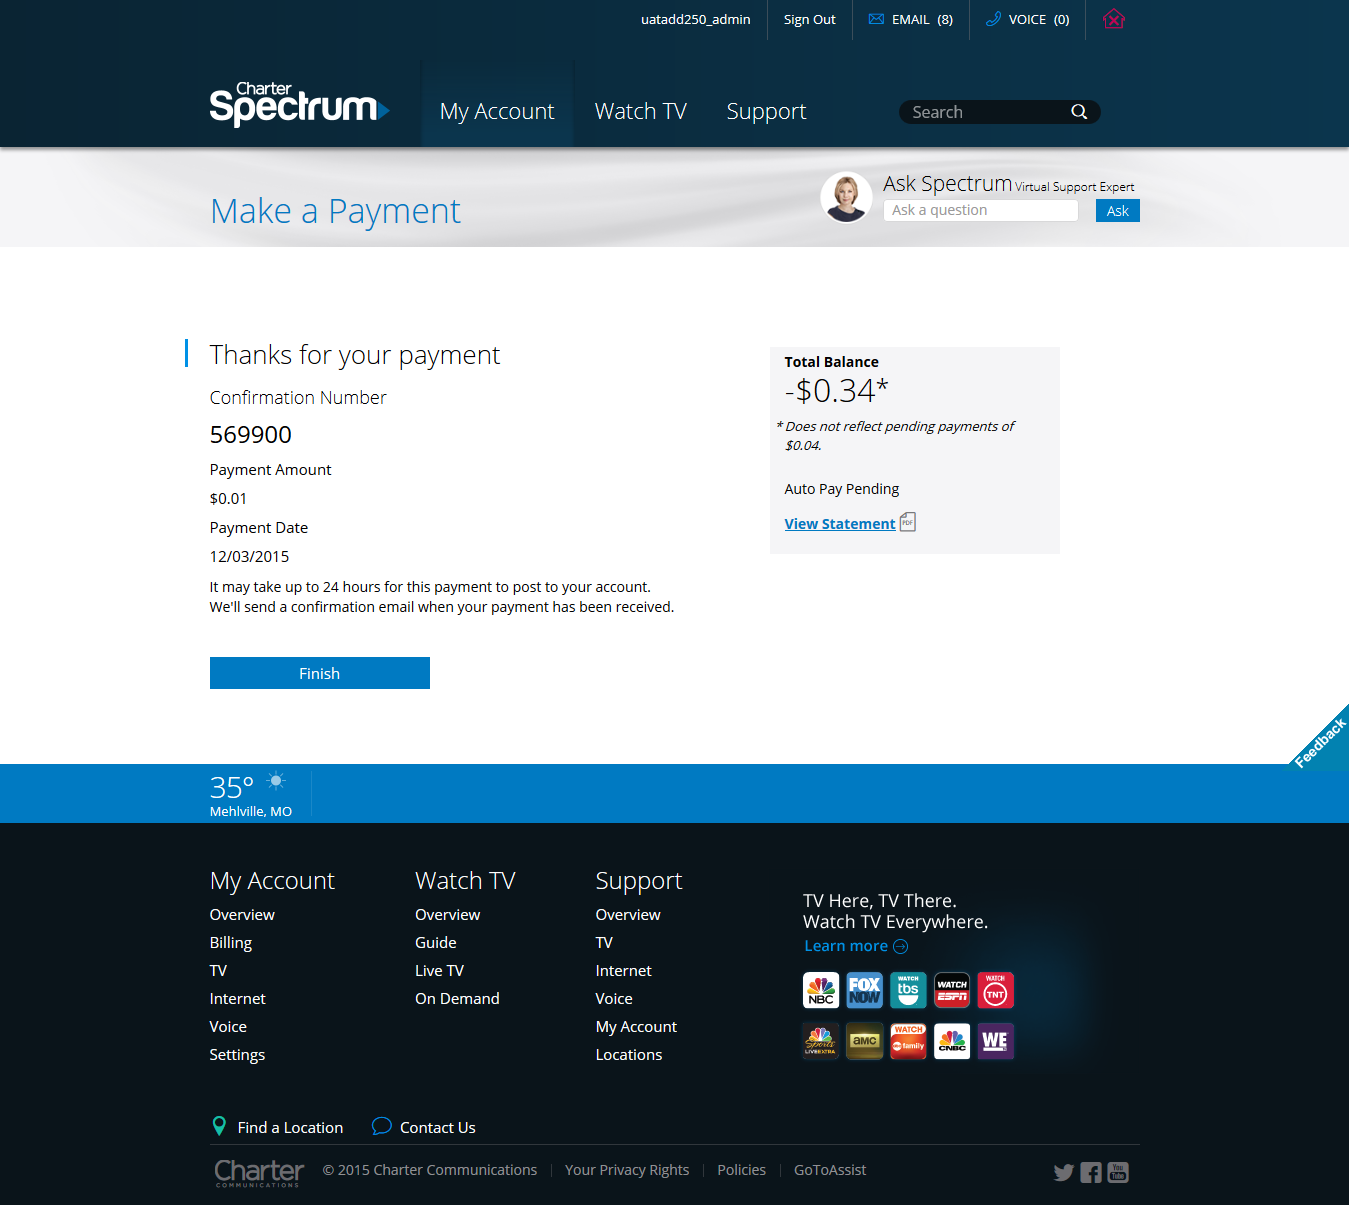 uatadd250_admin
Sign Out
EMAIL (8)
VOICE (0)
Charter
Spectrum
My Account
Watch TV
Support
Search
Make a Payment
Ask Spectrum Virtual Support Expert
Ask a question
Ask
Thanks for your payment
Confirmation Number
569900
Payment Amount
$0.01
Payment Date
12/03/2015
It may take up to 24 hours for this payment to post to your account.
We'll send a confirmation email when your payment has been received.
Finish
Total Balance
-$0.34*
* Does not reflect pending payments of
$0.04.
Auto Pay Pending
View Statement
PDF
Feedback
35°
Mehlville, MO
My Account
Overview
Billing
TV
Internet
Voice
Settings
Watch TV
Overview
Guide
Live TV
On Demand
Support
Overview
TV
Internet
Voice
My Account
Locations
TV Here, TV There.
Watch TV Everywhere.
Learn more
NBC
FOX
NOW
WATCH
tbs
WATCH
ESPN
WATCH
TNT
Sports
LIVE EXTRA
amc
WATCH
abc family
CNBC
WE
Find a Location
Contact Us
Charter
COMMUNICATIONS
© 2015 Charter Communications
Your Privacy Rights
Policies
GoToAssist
You
Tube